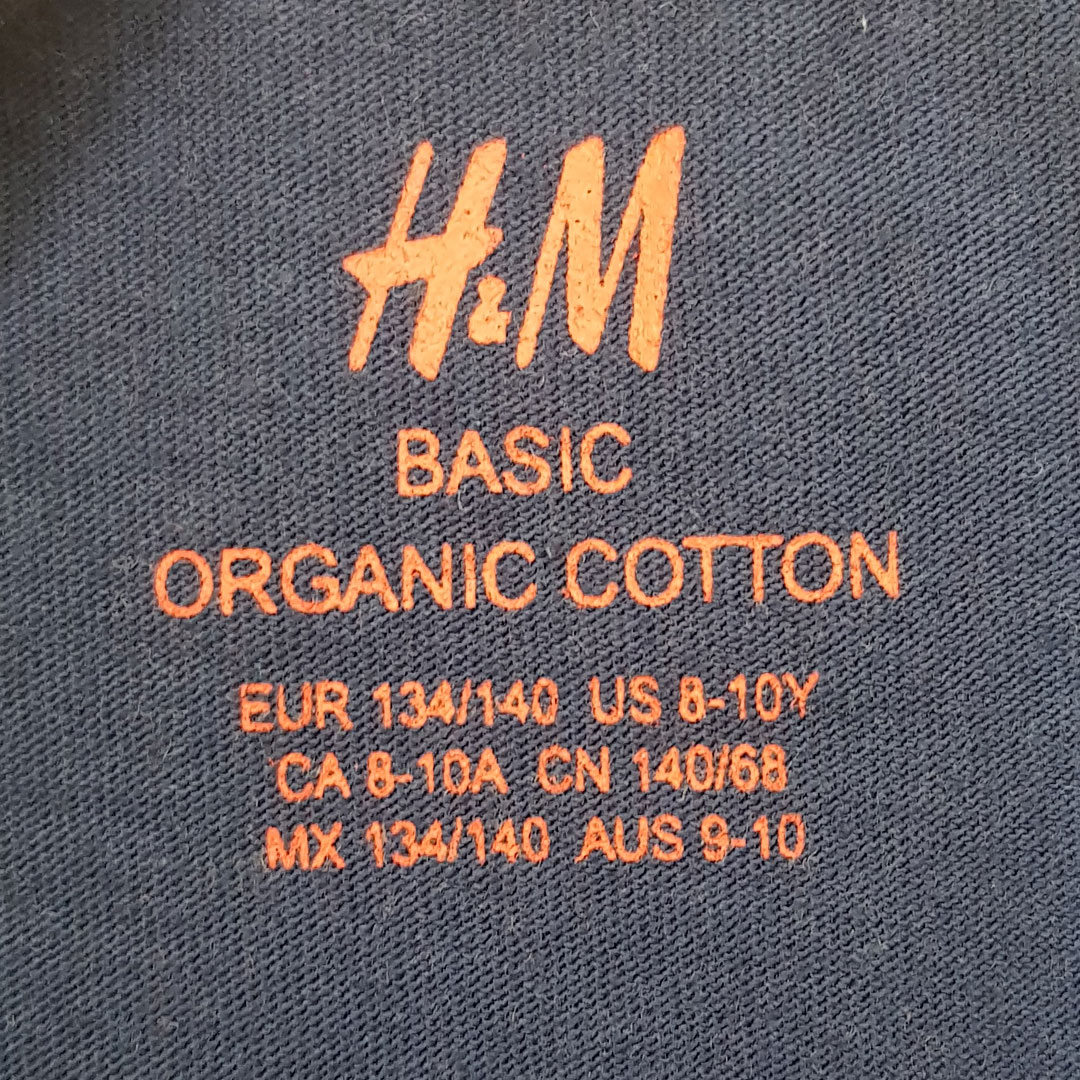 H&M
BASIC
ORGANIC COTTON
EUR 134/140 US 8-10Y
CA 8-10A CN 140/68
MX 134/140 AUS 9-10